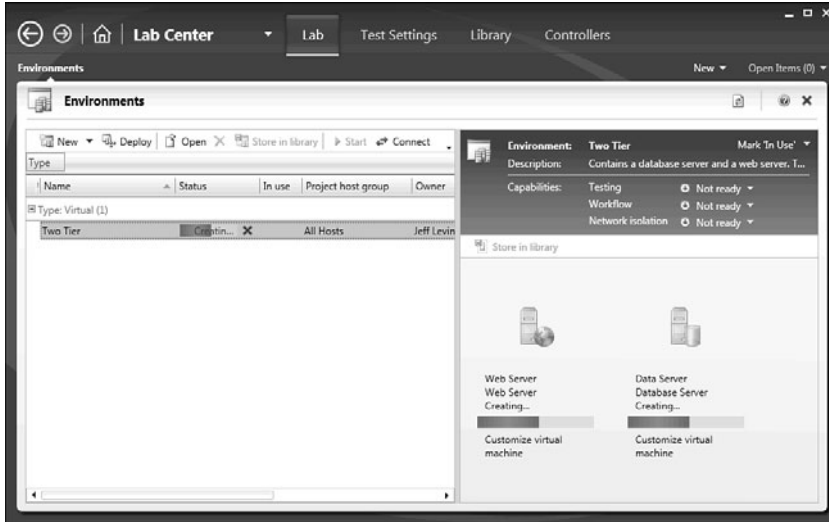 Lab Center
Lab
Test Settings
Library
Controllers
Environments
New
Open Items (0)
Environments
New
Deploy
Open
Store in library
Start
Connect
Type
Name
Status
In use
Project host group
Owner
Type: Virtual (1)
Two Tier
Creatin...
All Hosts
Jeff Levin
Environment: Two Tier
Mark 'In Use'
Description: Contains a database server and a web server. T...
Capabilities: Testing Not ready
Workflow Not ready
Network isolation Not ready
Store in library
Web Server
Web Server
Creating...
Customize virtual
machine
Data Server
Database Server
Creating...
Customize virtual
machine